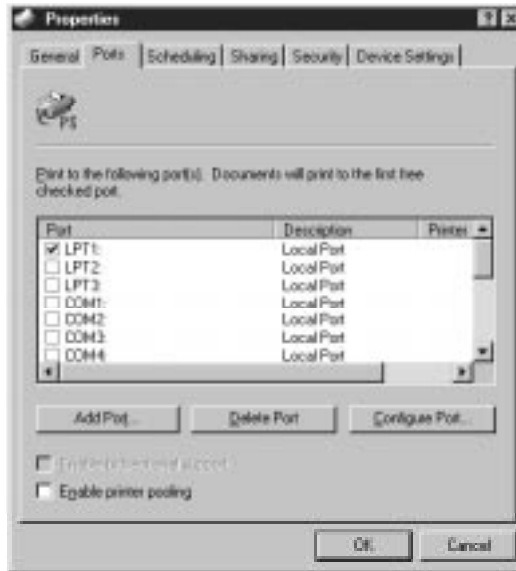 Properties
General Ports Scheduling Sharing Security Device Settings
PS
Print to the following port(s). Documents will print to the first free
checked port.
Port Description Printer
LPT1: Local Port
LPT2: Local Port
LPT3: Local Port
COM1: Local Port
COM2: Local Port
COM3: Local Port
COM4: Local Port
Add Port... Delete Port Configure Port...
Enable bidirectional support
Enable printer pooling
OK Cancel